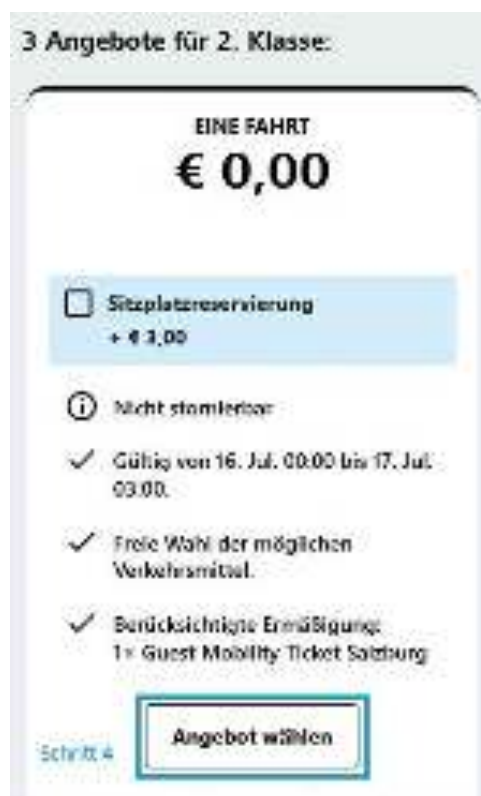 3 Angebote für 2. Klasse:
EINE FAHRT
€ 0,00
Sitzplatzreservierung
+ € 3,00
Nicht stornierbar
Gültig von 16. Jul. 00:00 bis 17. Jul.
03:00.
Freie Wahl der möglichen
Verkehrsmittel.
Berücksichtigte Ermäßigung:
1× Guest Mobility Ticket Salzburg
Angebot wählen
Schritt 4